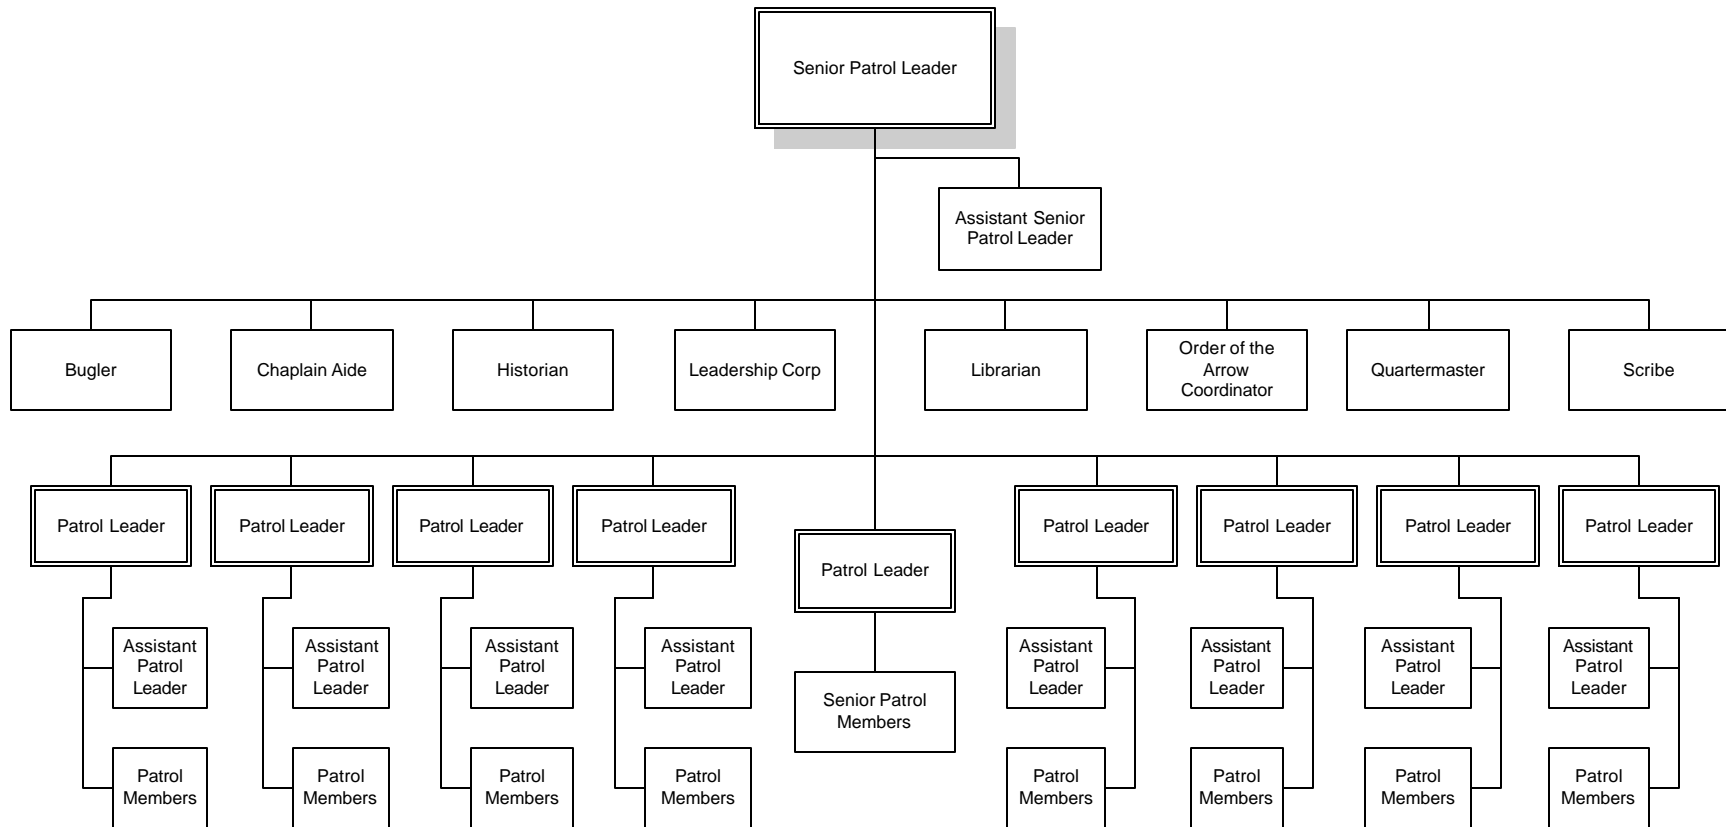 Senior Patrol Leader
Assistant Senior
Patrol Leader
Bugler
Chaplain Aide
Historian
Leadership Corp
Librarian
Order of the
Arrow
Coordinator
Quartermaster
Scribe
Patrol Leader
Patrol Leader
Patrol Leader
Patrol Leader
Patrol Leader
Patrol Leader
Patrol Leader
Patrol Leader
Patrol Leader
Assistant
Patrol
Leader
Assistant
Patrol
Leader
Assistant
Patrol
Leader
Assistant
Patrol
Leader
Senior Patrol
Members
Assistant
Patrol
Leader
Assistant
Patrol
Leader
Assistant
Patrol
Leader
Assistant
Patrol
Leader
Patrol
Members
Patrol
Members
Patrol
Members
Patrol
Members
Patrol
Members
Patrol
Members
Patrol
Members
Patrol
Members